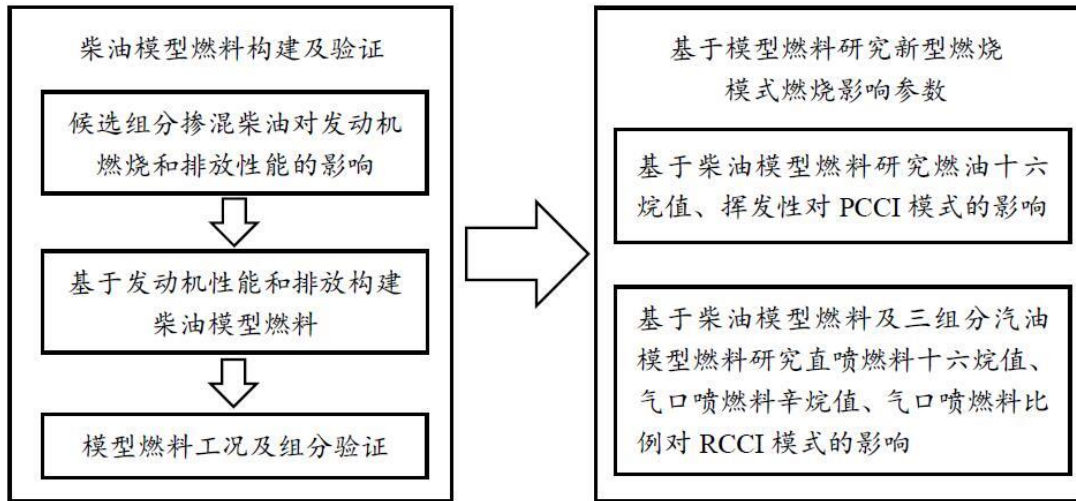 柴油模型燃料构建及验证
候选组分掺混柴油对发动机
燃烧和排放性能的影响
基于发动机性能和排放构建
柴油模型燃料
模型燃料工况及组分验证
基于模型燃料研究新型燃烧
模式燃烧影响参数
基于柴油模型燃料研究燃油十六
烷值、挥发性对 PCCI 模式的影响
基于柴油模型燃料及三组分汽油
模型燃料研究直喷燃料十六烷值、
气口喷燃料辛烷值、气口喷燃料比
例对 RCCI 模式的影响